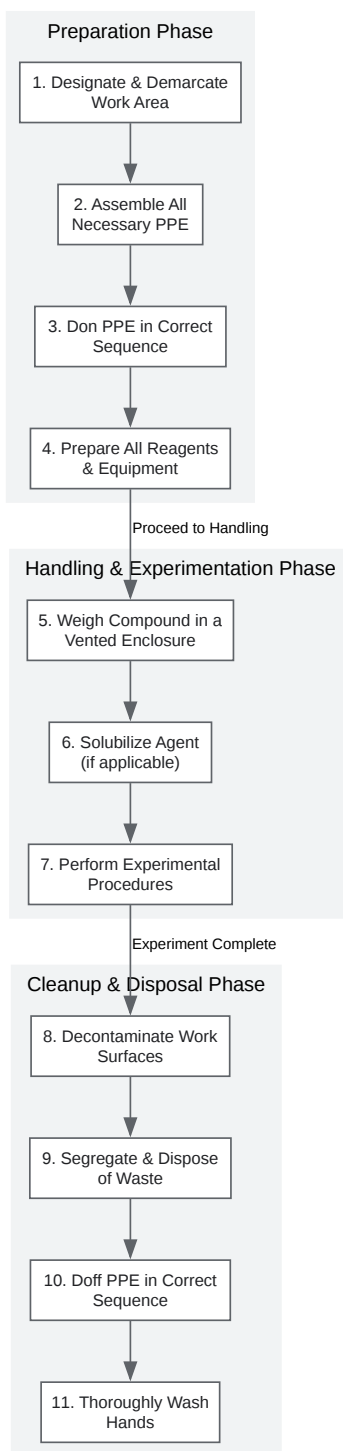 Preparation Phase
1. Designate & Demarcate
Work Area
2. Assemble All
Necessary PPE
3. Don PPE in Correct
Sequence
4. Prepare All Reagents
& Equipment
Proceed to Handling
Handling & Experimentation Phase
5. Weigh Compound in a
Vented Enclosure
6. Solubilize Agent
(if applicable)
7. Perform Experimental
Procedures
Experiment Complete
Cleanup & Disposal Phase
8. Decontaminate Work
Surfaces
9. Segregate & Dispose
of Waste
10. Doff PPE in Correct
Sequence
11. Thoroughly Wash
Hands